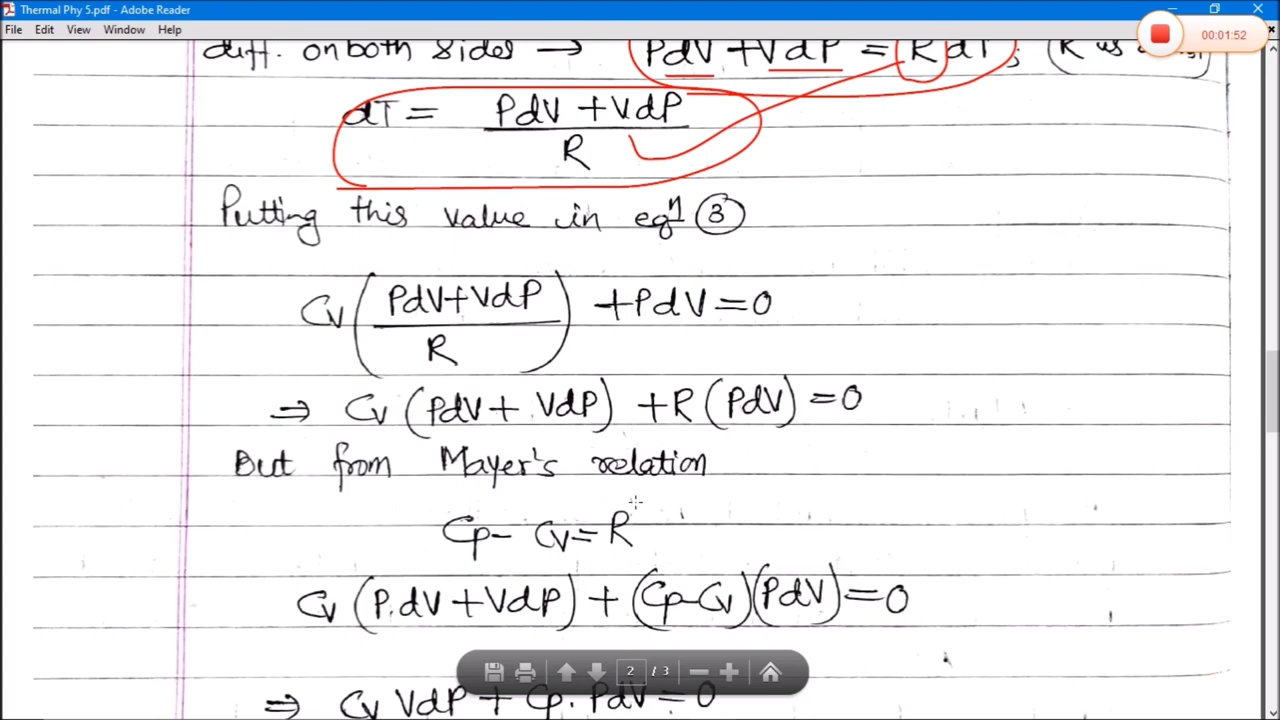 Thermal Phy 5.pdf - Adobe Reader
File Edit View Window Help
00:01:52
diff. on both sides → PdV + VdP = RdT; (R is
dT = PdV + VdP / R
Putting this value in eqn 3
Cv (PdV+VdP / R) + PdV = 0
⇒ Cv (PdV + VdP) + R (PdV) = 0
But from Mayer's relation
Cp - Cv = R
Cv (P.dV + VdP) + (Cp-Cv)(PdV) = 0
2 / 3
⇒ Cv VdP + Cp. PdV = 0